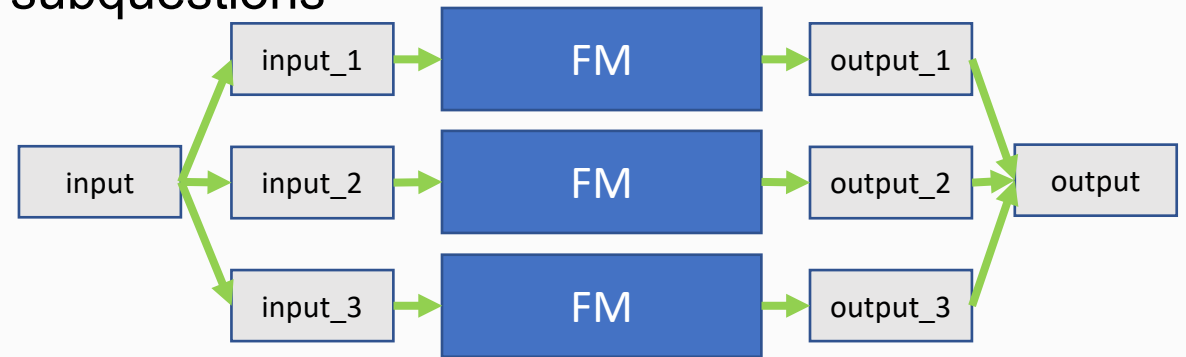 subquestions
input_1
FM
output_1
input
input_2
FM
output_2
output
input_3
FM
output_3